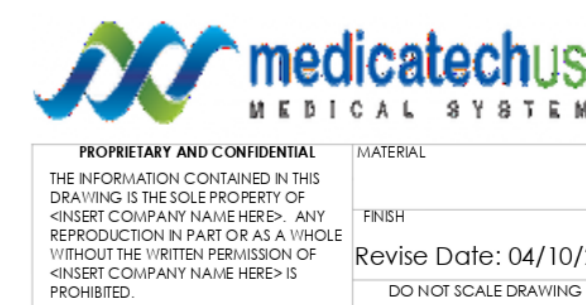 medicatechus
MEDICAL SYSTEM
PROPRIETARY AND CONFIDENTIAL
THE INFORMATION CONTAINED IN THIS
DRAWING IS THE SOLE PROPERTY OF
<INSERT COMPANY NAME HERE>. ANY
REPRODUCTION IN PART OR AS A WHOLE
WITHOUT THE WRITTEN PERMISSION OF
<INSERT COMPANY NAME HERE> IS
PROHIBITED.
MATERIAL
FINISH
Revise Date: 04/10/
DO NOT SCALE DRAWING